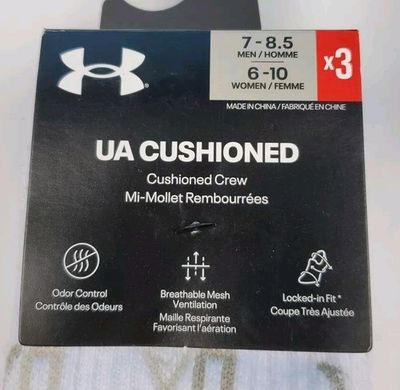 7 - 8.5
MEN / HOMME
6 -10
WOMEN / FEMME
x3
MADE IN CHINA / FABRIQUÉ EN CHINE
UA CUSHIONED
Cushioned Crew
Mi-Mollet Rembourrées
Odor Control
Contrôle des Odeurs
Breathable Mesh
Ventilation
Maille Respirante
Favorisant l'aération
Locked-in Fit *
Coupe Très Ajustée